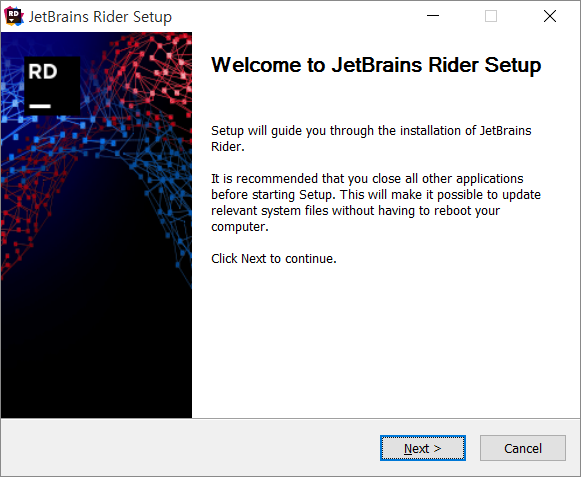 JetBrains Rider Setup
RD
Welcome to JetBrains Rider Setup
Setup will guide you through the installation of JetBrains
Rider.
It is recommended that you close all other applications
before starting Setup. This will make it possible to update
relevant system files without having to reboot your
computer.
Click Next to continue.
Next >
Cancel